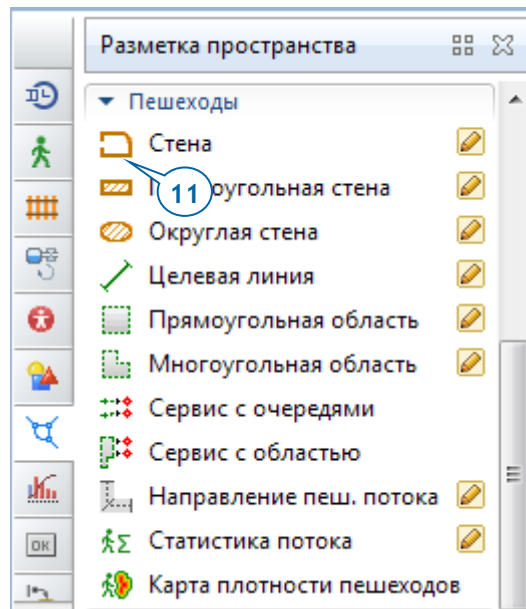 Разметка пространства
Пешеходы
Стена
11
оугольная стена
Округлая стена
Целевая линия
Прямоугольная область
Многоугольная область
Сервис с очередями
Сервис с областью
Направление пеш. потока
OK
Статистика потока
Карта плотности пешеходов